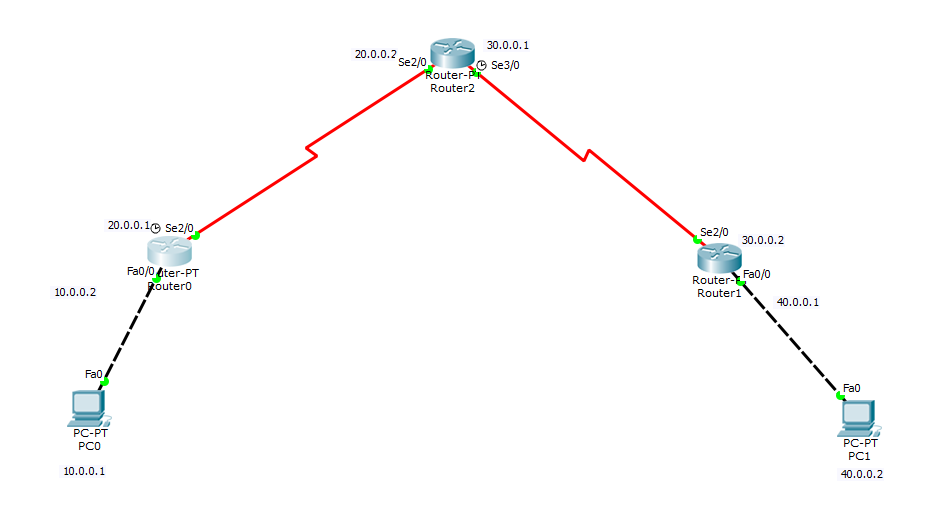 30.0.0.1
20.0.0.2
Se2/0
Se3/0
Router-PT
Router2
20.0.0.1
Se2/0
Fa0/0
uter-PT
Router0
10.0.0.2
Se2/0
30.0.0.2
Fa0/0
Router-P
Router1
40.0.0.1
Fa0
PC-PT
PC0
10.0.0.1
Fa0
PC-PT
PC1
40.0.0.2